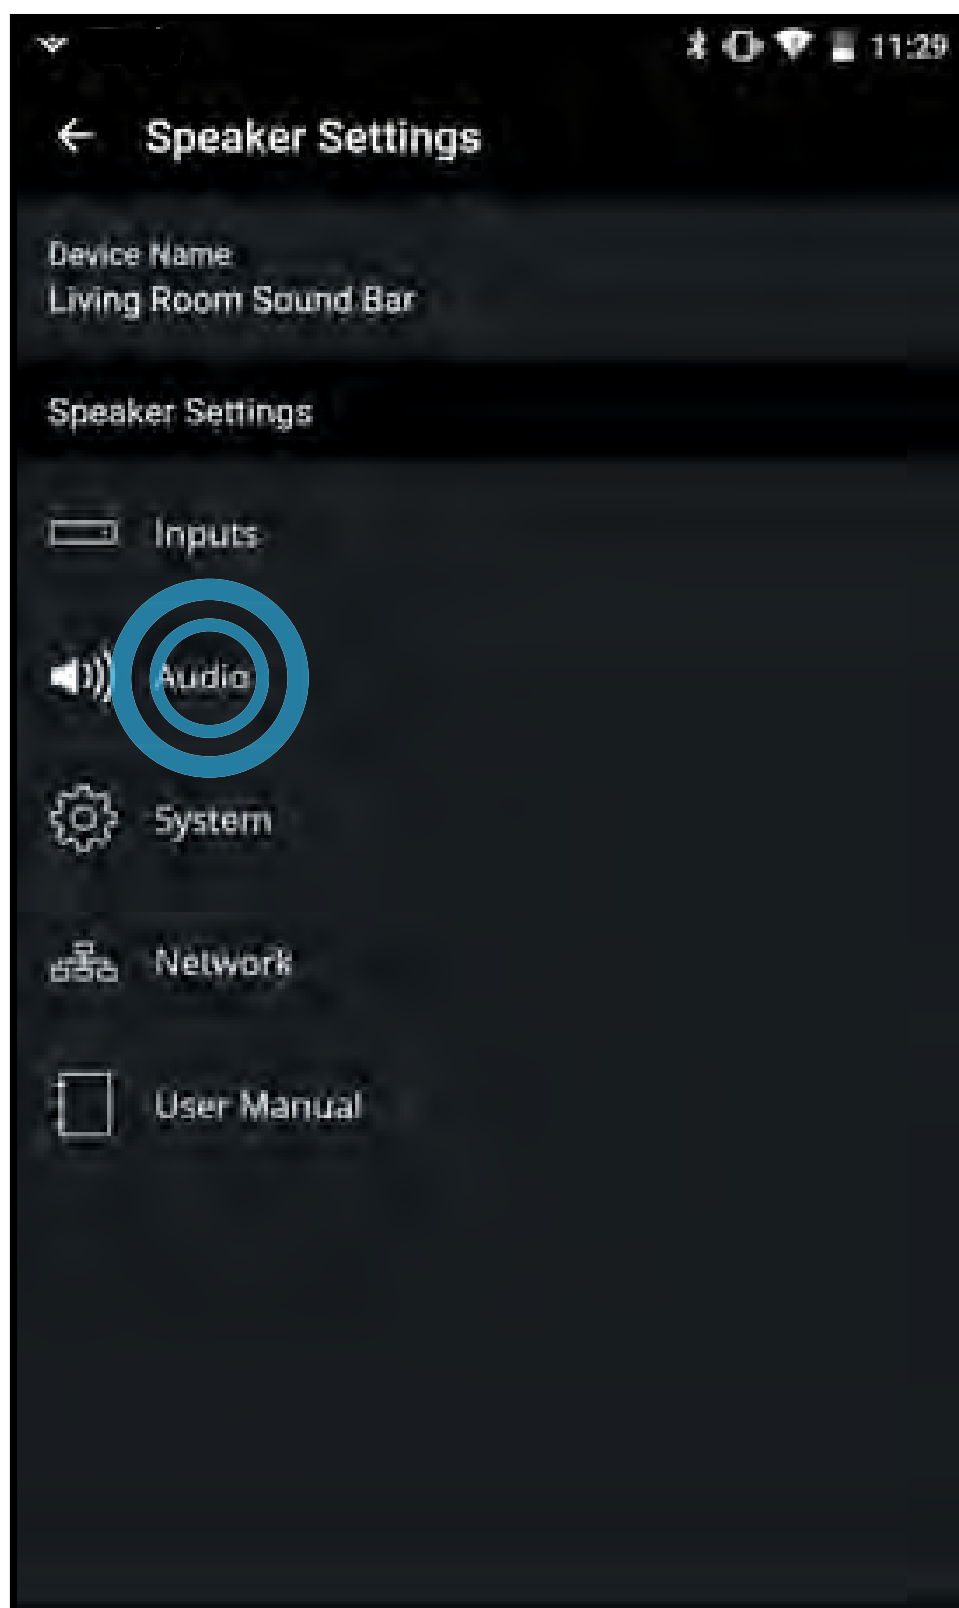 11:29
Speaker Settings
Device Name
Living Room Sound Bar
Speaker Settings
Inputs
Audio
System
Network
User Manual